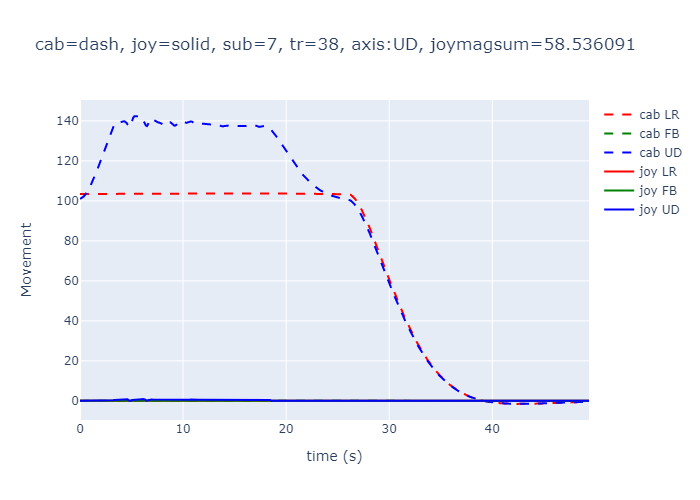 cab=dash, joy=solid, sub=7, tr=38, axis:UD, joymagsum=58.536091
cab LR
cab FB
cab UD
joy LR
joy FB
joy UD
Movement
140
120
100
80
60
40
20
0
0 10 20 30 40
time (s)